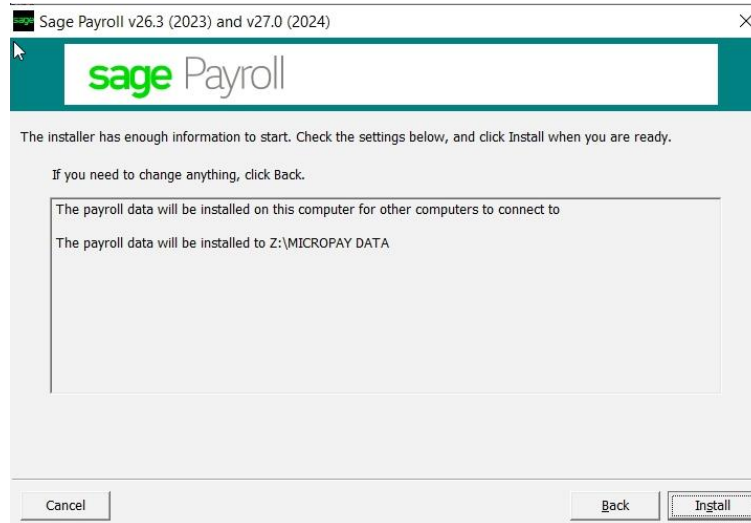 sage Sage Payroll v26.3 (2023) and v27.0 (2024)
sage Payroll
The installer has enough information to start. Check the settings below, and click Install when you are ready.
If you need to change anything, click Back.
The payroll data will be installed on this computer for other computers to connect to
The payroll data will be installed to Z:\MICROPAY DATA
Cancel Back Install